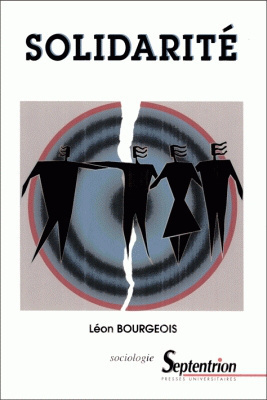 SOLIDARITÉ
Léon BOURGEOIS
sociologie
Septentrion
PRESSES UNIVERSITAIRES